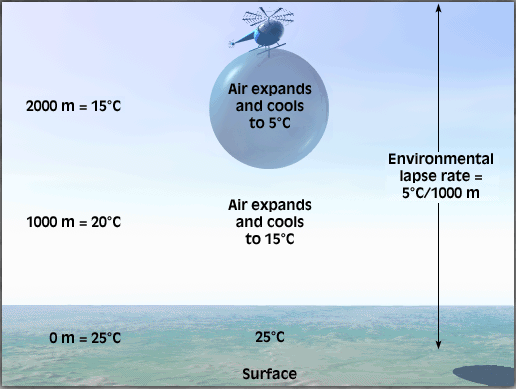 Air expands
and cools
to 5°C
2000 m = 15°C
Environmental
lapse rate =
5°C/1000 m
Air expands
and cools
to 15°C
1000 m = 20°C
0 m = 25°C
25°C
Surface